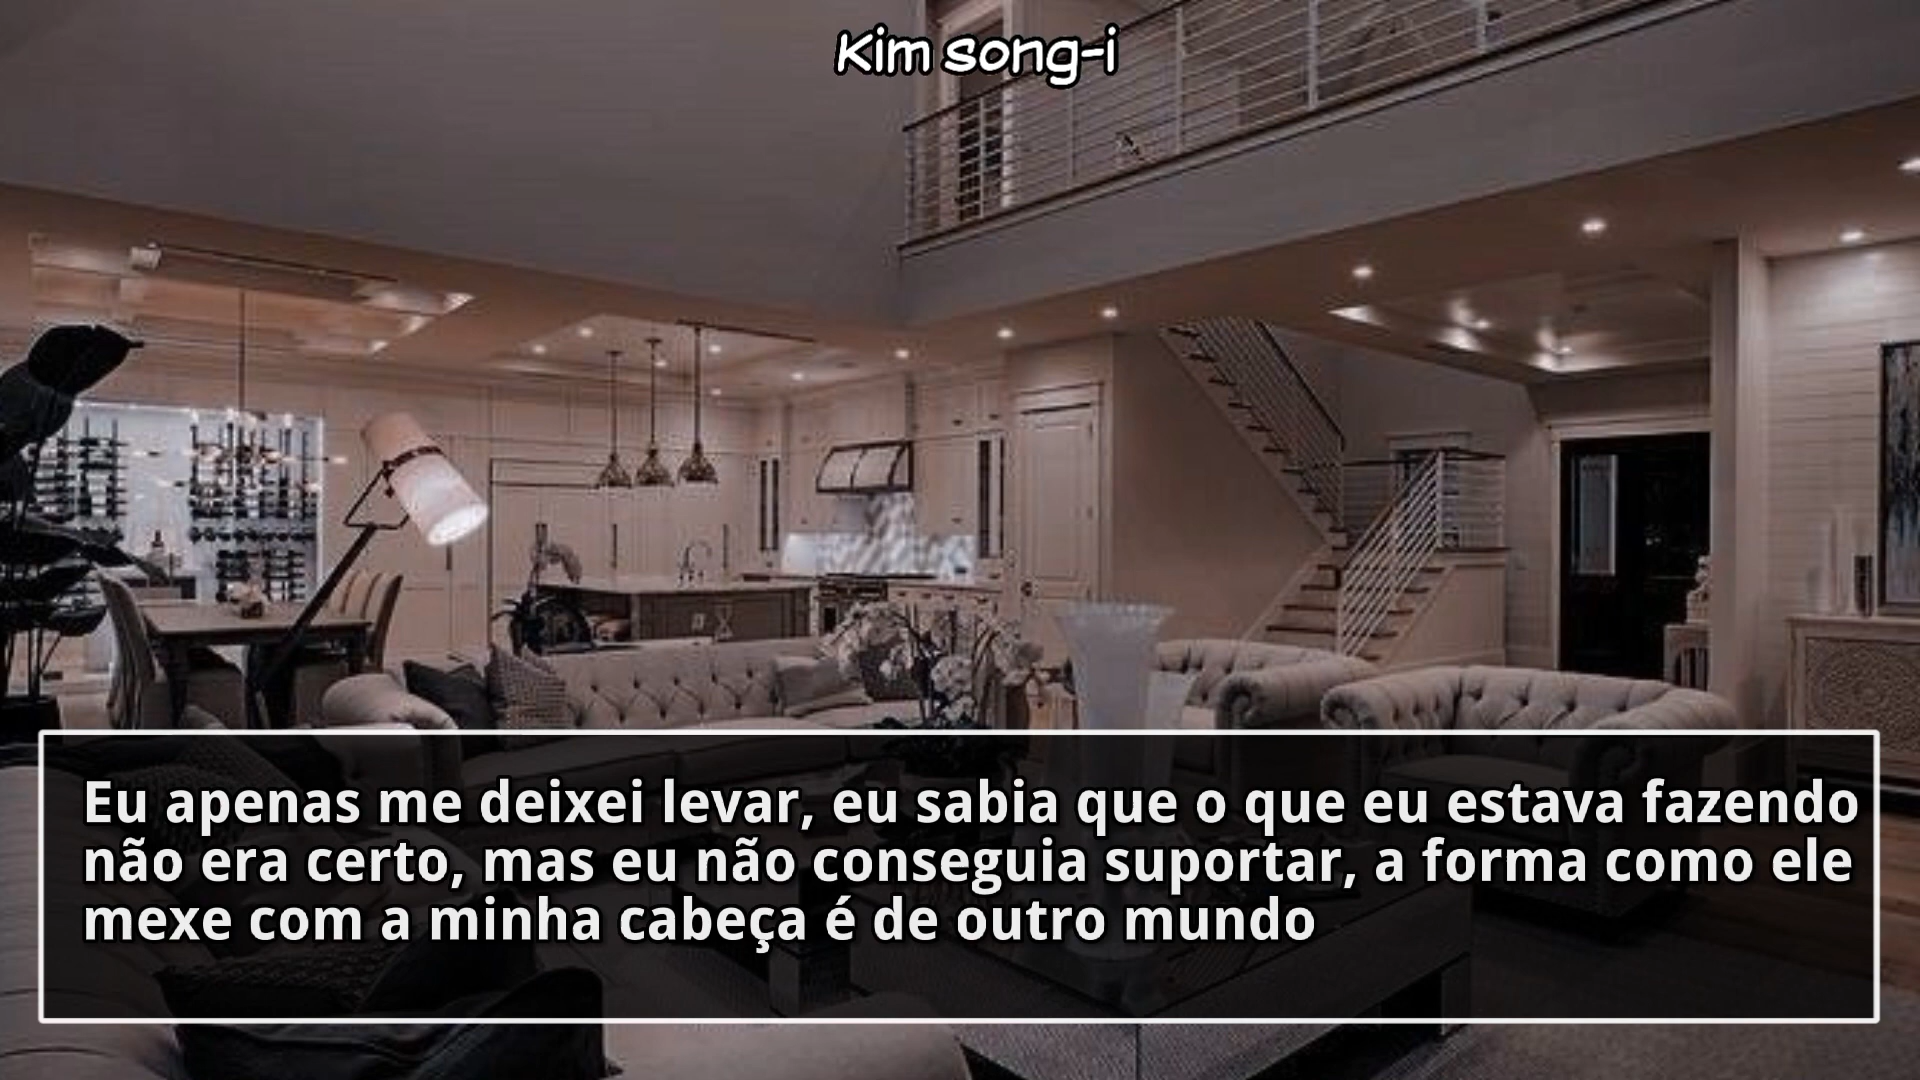 Kim song-i
Eu apenas me deixei levar, eu sabia que o que eu estava fazendo
não era certo, mas eu não conseguia suportar, a forma como ele
mexe com a minha cabeça é de outro mundo